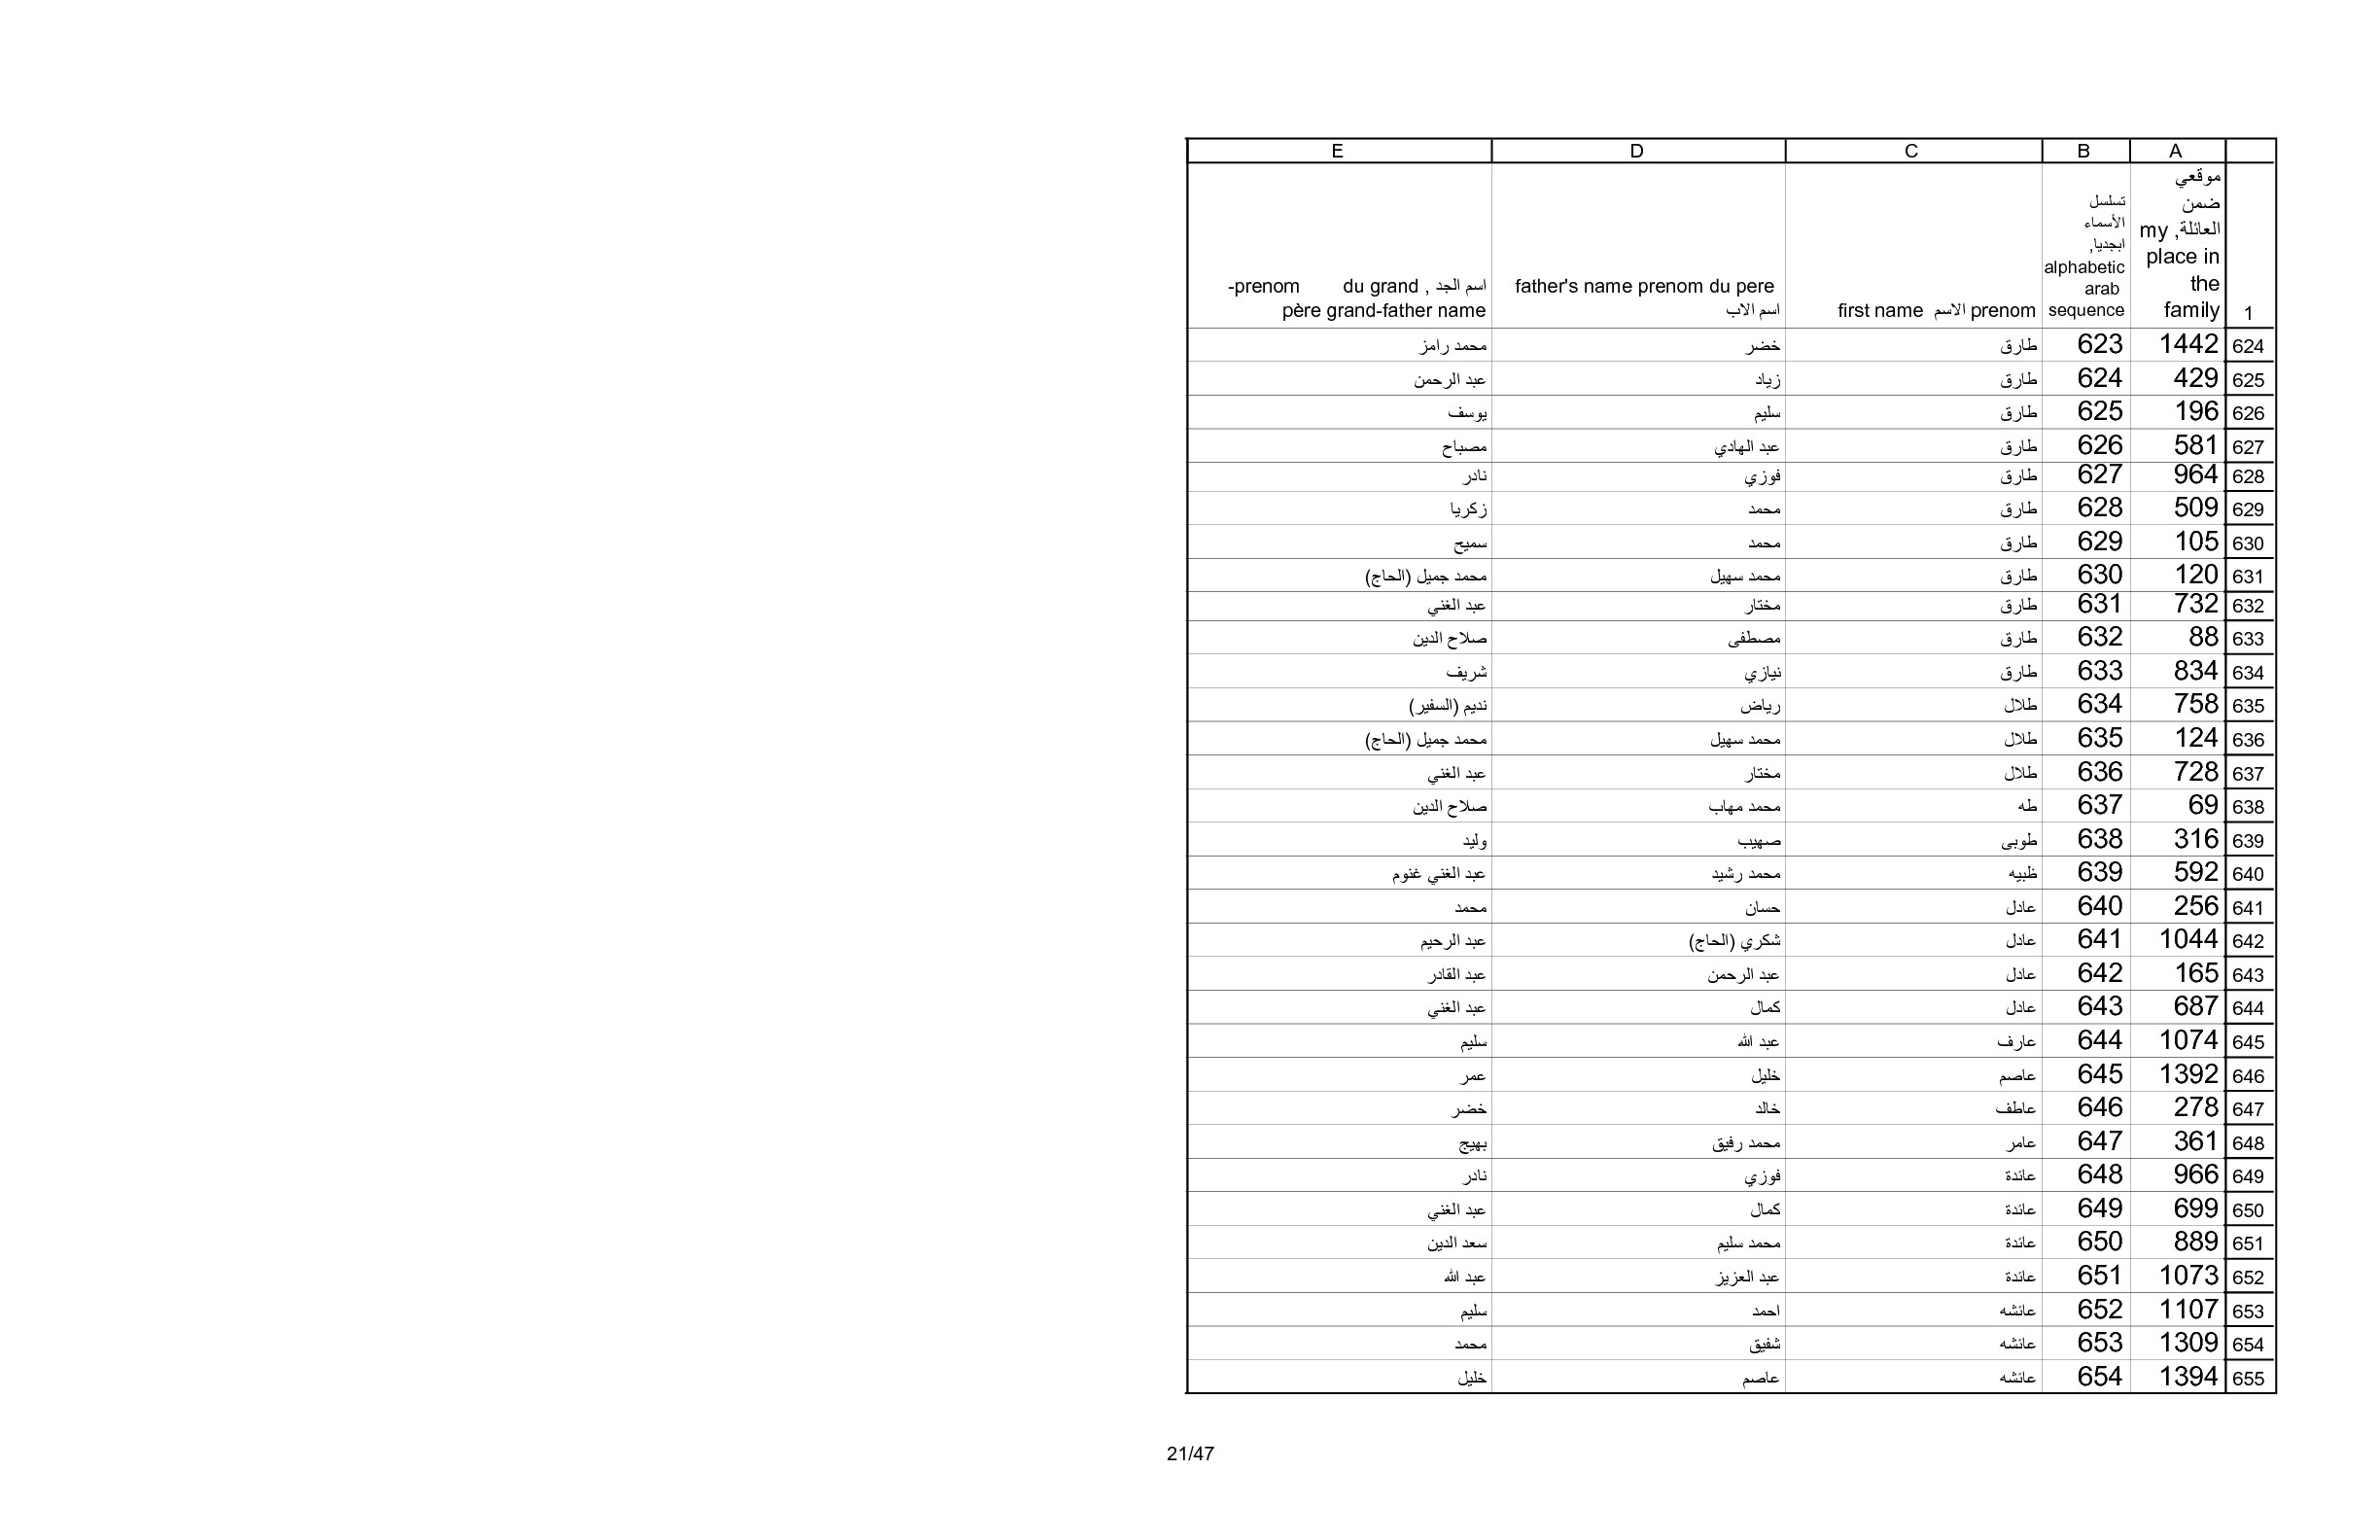 E D C B A
1
موقعي ضمن العائلة, my place in the family
تسلسل الأسماء ابجديا, alphabetic arab sequence
first name الاسم prenom
father's name prenom du pere اسم الاب
-prenom du grand , اسم الجد père grand-father name
624 1442 623 طارق خضر محمد رامز
625 429 624 طارق زياد عبد الرحمن
626 196 625 طارق سليم يوسف
627 581 626 طارق عبد الهادي مصباح
628 964 627 طارق فوزي نادر
629 509 628 طارق محمد زكريا
630 105 629 طارق محمد سميح
631 120 630 طارق محمد سهيل محمد جميل (الحاج)
632 732 631 طارق مختار عبد الغني
633 88 632 طارق مصطفى صلاح الدين
634 834 633 طارق نيازي شريف
635 758 634 طلال رياض نديم (السفير)
636 124 635 طلال محمد سهيل محمد جميل (الحاج)
637 728 636 طلال مختار عبد الغني
638 69 637 طه محمد مهاب صلاح الدين
639 316 638 طوبى صهيب وليد
640 592 639 ظبيه محمد رشيد عبد الغني غنوم
641 256 640 عادل حسان محمد
642 1044 641 عادل شكري (الحاج) عبد الرحيم
643 165 642 عادل عبد الرحمن عبد القادر
644 687 643 عادل كمال عبد الغني
645 1074 644 عارف عبد الله سليم
646 1392 645 عاصم خليل عمر
647 278 646 عاطف خالد خضر
648 361 647 عامر محمد رفيق بهيج
649 966 648 عائدة فوزي نادر
650 699 649 عائدة كمال عبد الغني
651 889 650 عائدة محمد سليم سعد الدين
652 1073 651 عائدة عبد العزيز عبد الله
653 1107 652 عائشه احمد سليم
654 1309 653 عائشه شفيق محمد
655 1394 654 عائشه عاصم خليل
21/47